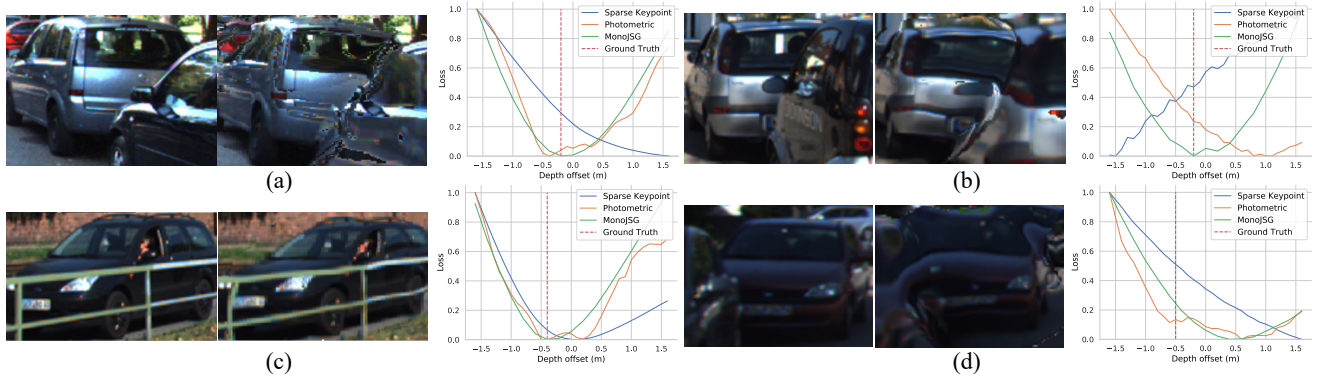 1.0
0.8
0.6
0.4
0.2
0.0
Loss
−1.5 −1.0 −0.5 0.0 0.5 1.0 1.5
Depth offset (m)
Sparse Keypoint
Photometric
MonoJSG
Ground Truth
(a)
1.0
0.8
0.6
0.4
0.2
0.0
Loss
−1.5 −1.0 −0.5 0.0 0.5 1.0 1.5
Depth offset (m)
Sparse Keypoint
Photometric
MonoJSG
Ground Truth
(b)
1.0
0.8
0.6
0.4
0.2
0.0
Loss
−1.5 −1.0 −0.5 0.0 0.5 1.0 1.5
Depth offset (m)
Sparse Keypoint
Photometric
MonoJSG
Ground Truth
(c)
1.0
0.8
0.6
0.4
0.2
0.0
Loss
−1.5 −1.0 −0.5 0.0 0.5 1.0 1.5
Depth offset (m)
Sparse Keypoint
Photometric
MonoJSG
Ground Truth
(d)